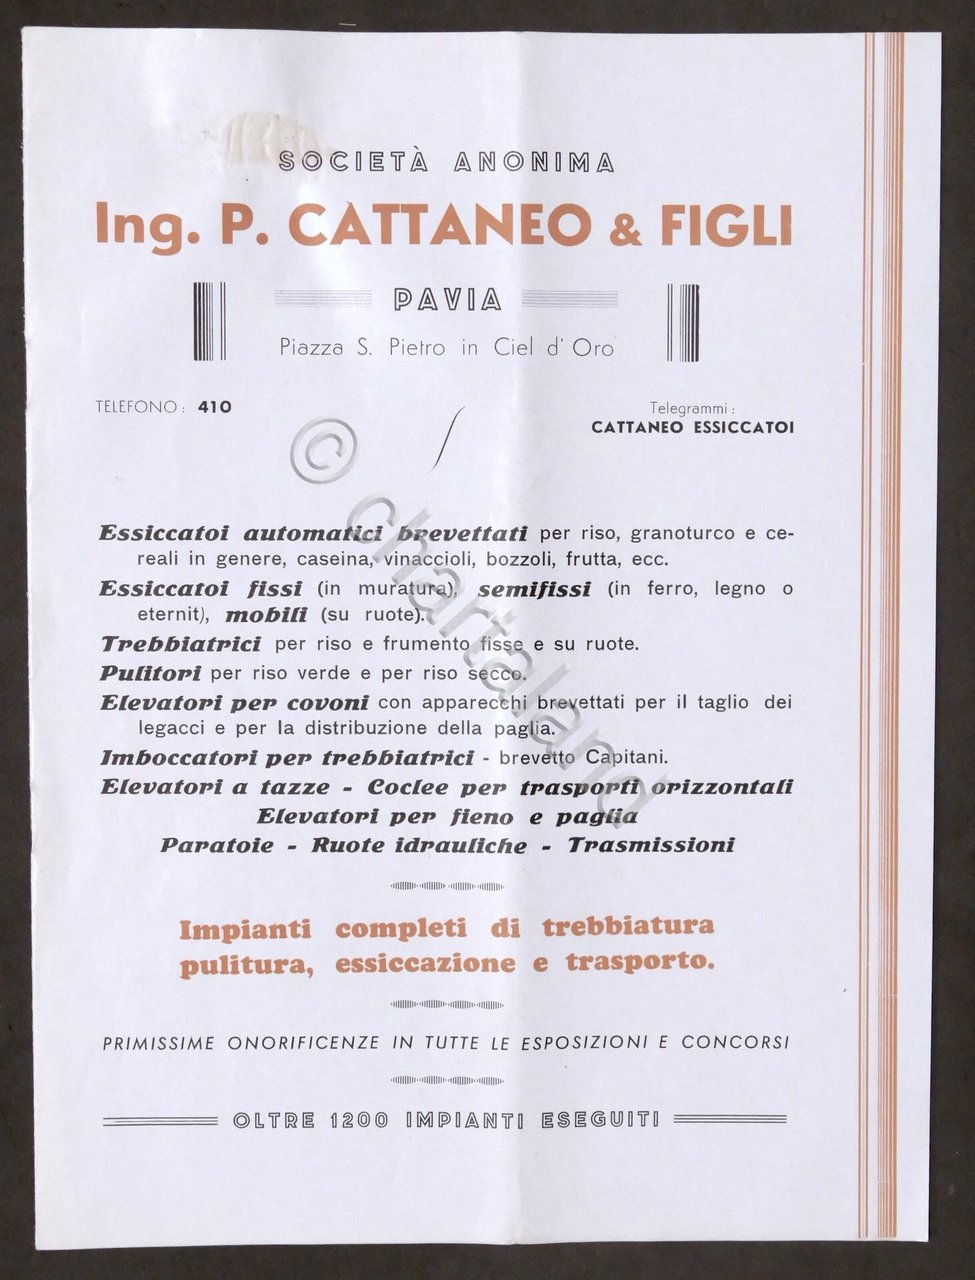 SOCIETÀ ANONIMA
Ing. P. CATTANEO & FIGLI
PAVIA
Piazza S. Pietro in Ciel d' Oro
TELEFONO: 410
Telegrammi:
CATTANEO ESSICCATOI
Essiccatoi automatici brevettati per riso, granoturco e ce-
reali in genere, caseina, vinaccioli, bozzoli, frutta, ecc.
Essiccatoi fissi (in muratura), semifissi (in ferro, legno o
eternit), mobili (su ruote).
Trebbiatrici per riso e frumento fisse e su ruote.
Pulitori per riso verde e per riso secco.
Elevatori per covoni con apparecchi brevettati per il taglio dei
legacci e per la distribuzione della paglia.
Imboccatori per trebbiatrici - brevetto Capitani.
Elevatori a tazze - Coclee per trasporti orizzontali
Elevatori per fieno e paglia
Paratoie - Ruote idrauliche - Trasmissioni
Impianti completi di trebbiatura
pulitura, essiccazione e trasporto.
PRIMISSIME ONORIFICENZE IN TUTTE LE ESPOSIZIONI E CONCORSI
OLTRE 1200 IMPIANTI ESEGUITI
© chartaland